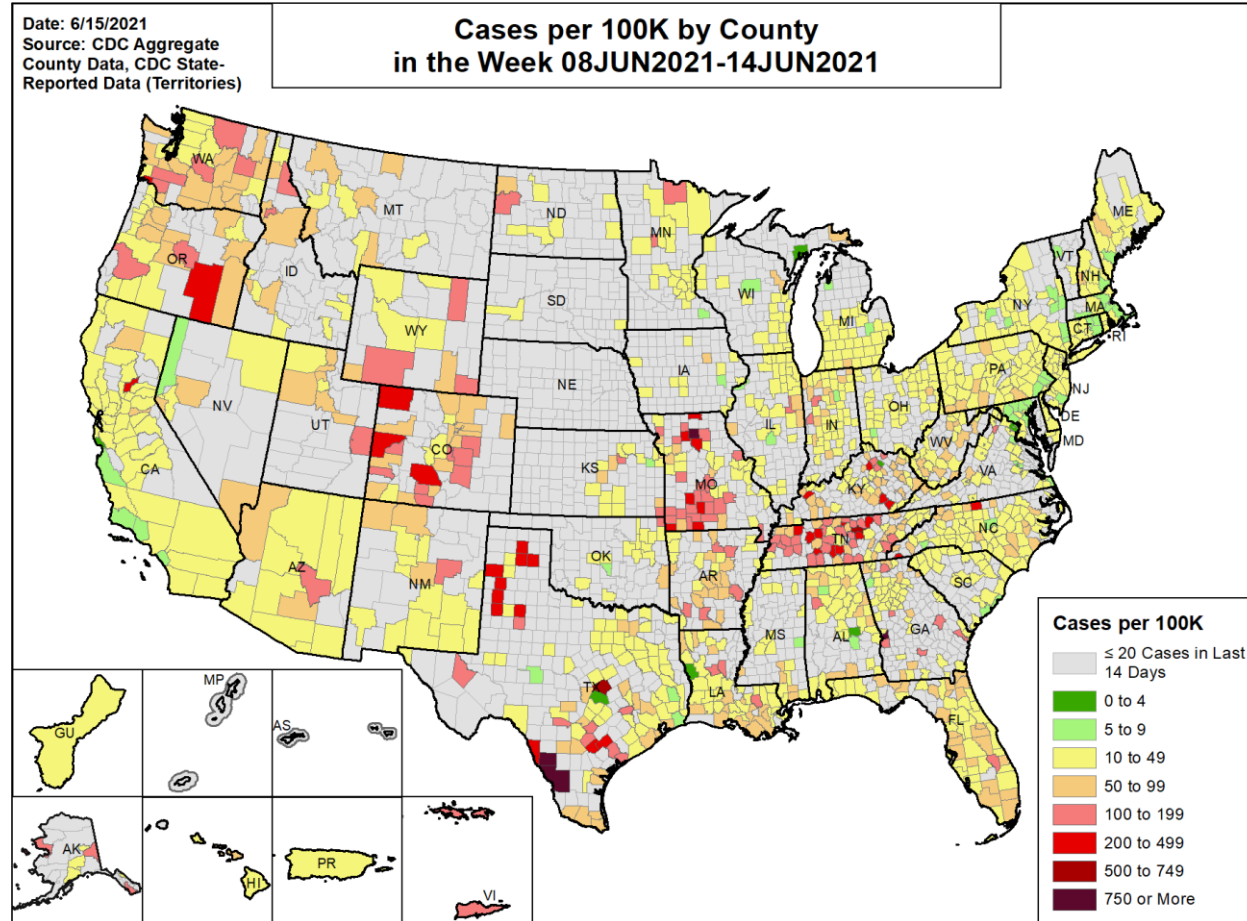 Date: 6/15/2021
Source: CDC Aggregate
County Data, CDC State-
Reported Data (Territories)
Cases per 100K by County
in the Week 08JUN2021-14JUN2021
WA
MT
ND
MN
ME
OR
ID
SD
WI
MI
VT
NH
NY
MA
CT
RI
WY
NE
IA
PA
NJ
NV
UT
CO
KS
MO
IL
IN
OH
WV
DE
MD
CA
KY
VA
AZ
NM
OK
AR
TN
NC
SC
MS
AL
GA
TX
LA
FL
GU
MP
AS
AK
HI
PR
VI
Cases per 100K
≤ 20 Cases in Last
14 Days
0 to 4
5 to 9
10 to 49
50 to 99
100 to 199
200 to 499
500 to 749
750 or More